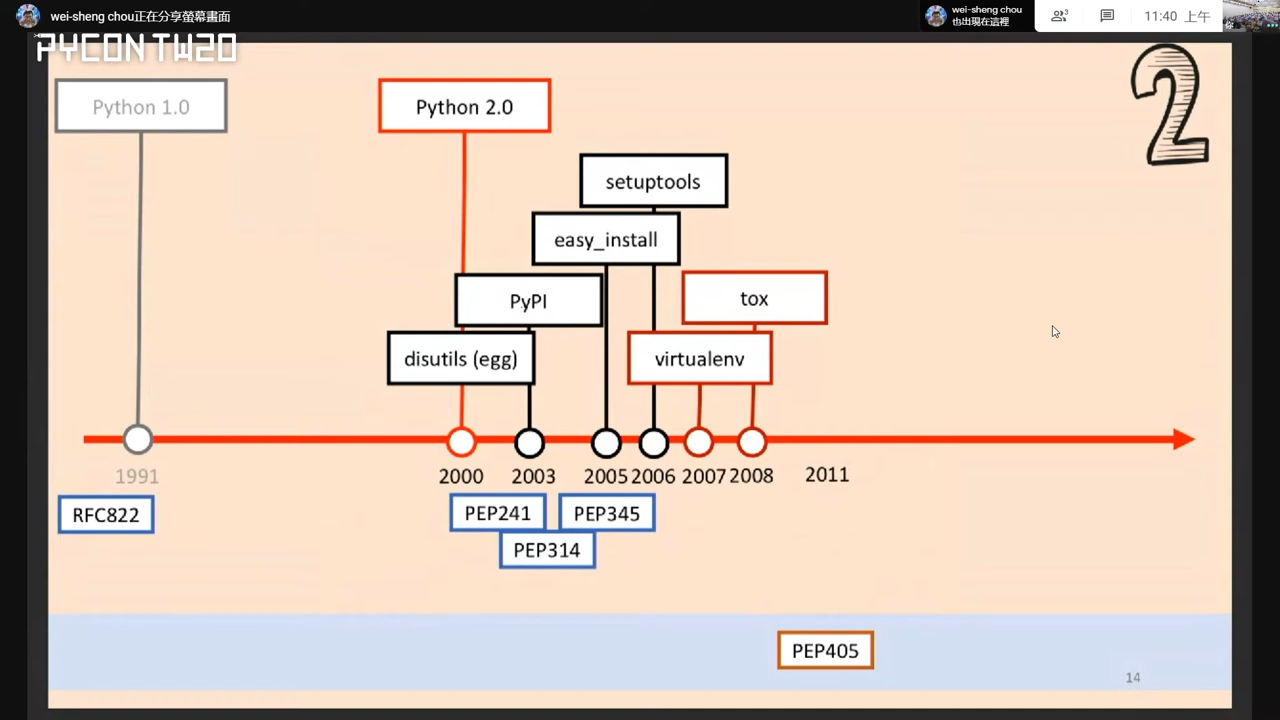 wei-sheng chou正在分享螢幕畫面
wei-sheng chou
也出現在這裡
3
11:40 上午
你
PYCON TW20
2
Python 1.0
Python 2.0
setuptools
easy_install
PyPI
tox
disutils (egg)
virtualenv
1991
2000
2003
2005
2006
2007
2008
2011
RFC822
PEP241
PEP345
PEP314
PEP405
14